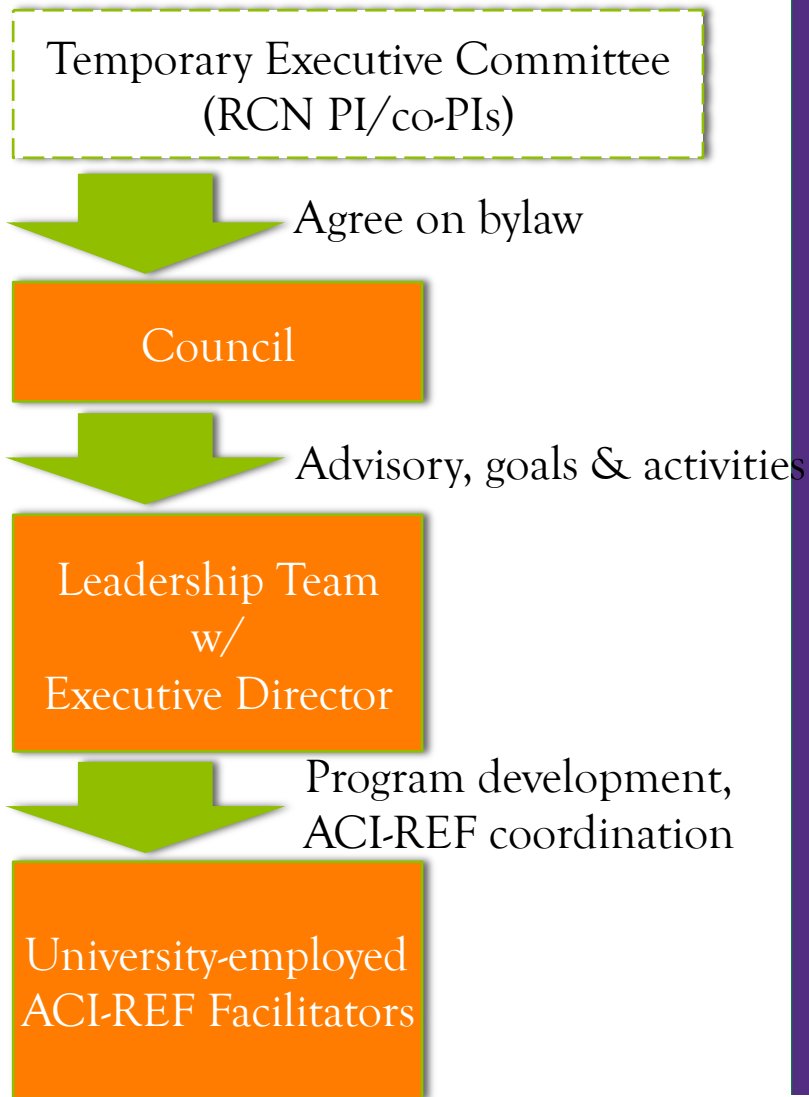 Temporary Executive Committee
(RCN PI/co-PIs)
Agree on bylaw
Council
Advisory, goals & activities
Leadership Team
w/
Executive Director
Program development,
ACI-REF coordination
University-employed
ACI-REF Facilitators